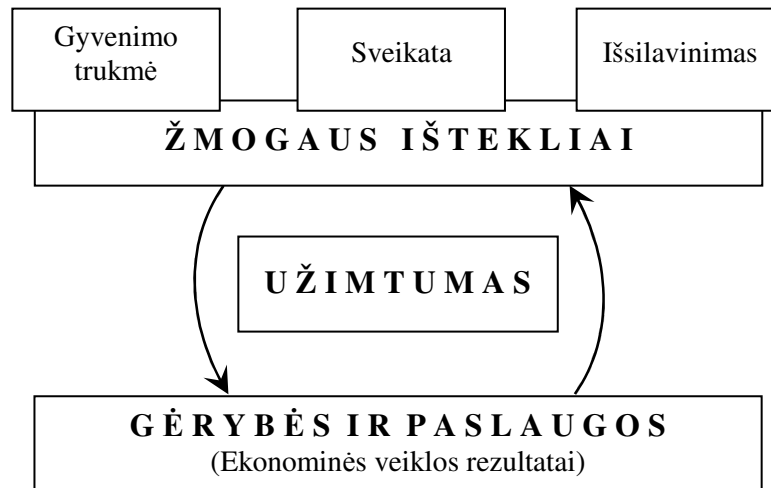 Gyvenimo
trukmė
Sveikata
Išsilavinimas
ŽMOGAUS IŠTEKLIAI
UŽIMTUMAS
GĖRYBĖS IR PASLAUGOS
(Ekonominės veiklos rezultatai)